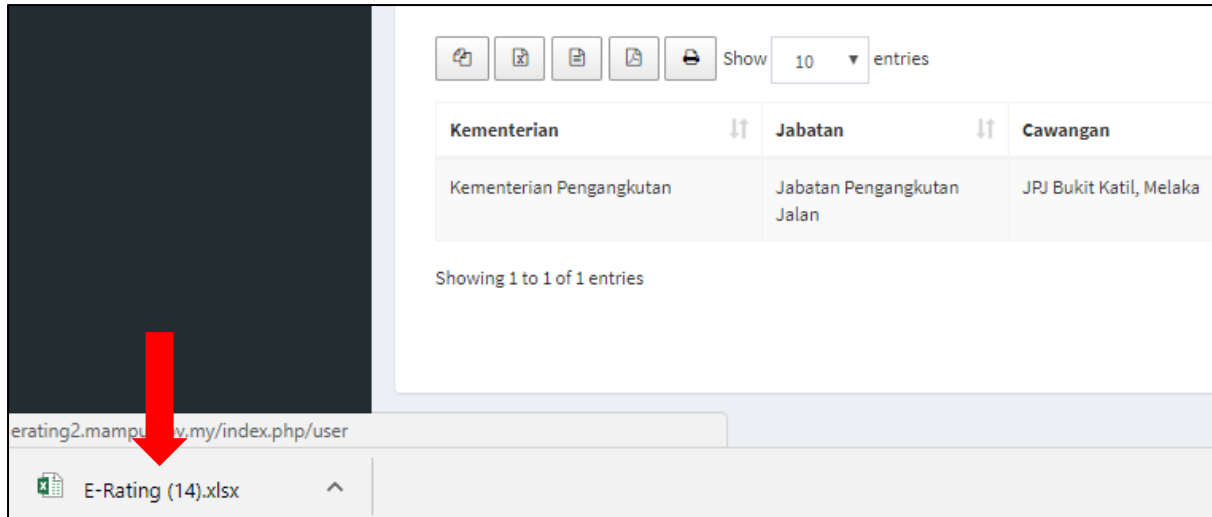 Show 10 entries
Kementerian Jabatan Cawangan
Kementerian Pengangkutan Jabatan Pengangkutan JPJ Bukit Katil, Melaka
Jalan
Showing 1 to 1 of 1 entries
erating2.mampu v.my/index.php/user
E-Rating (14).xlsx